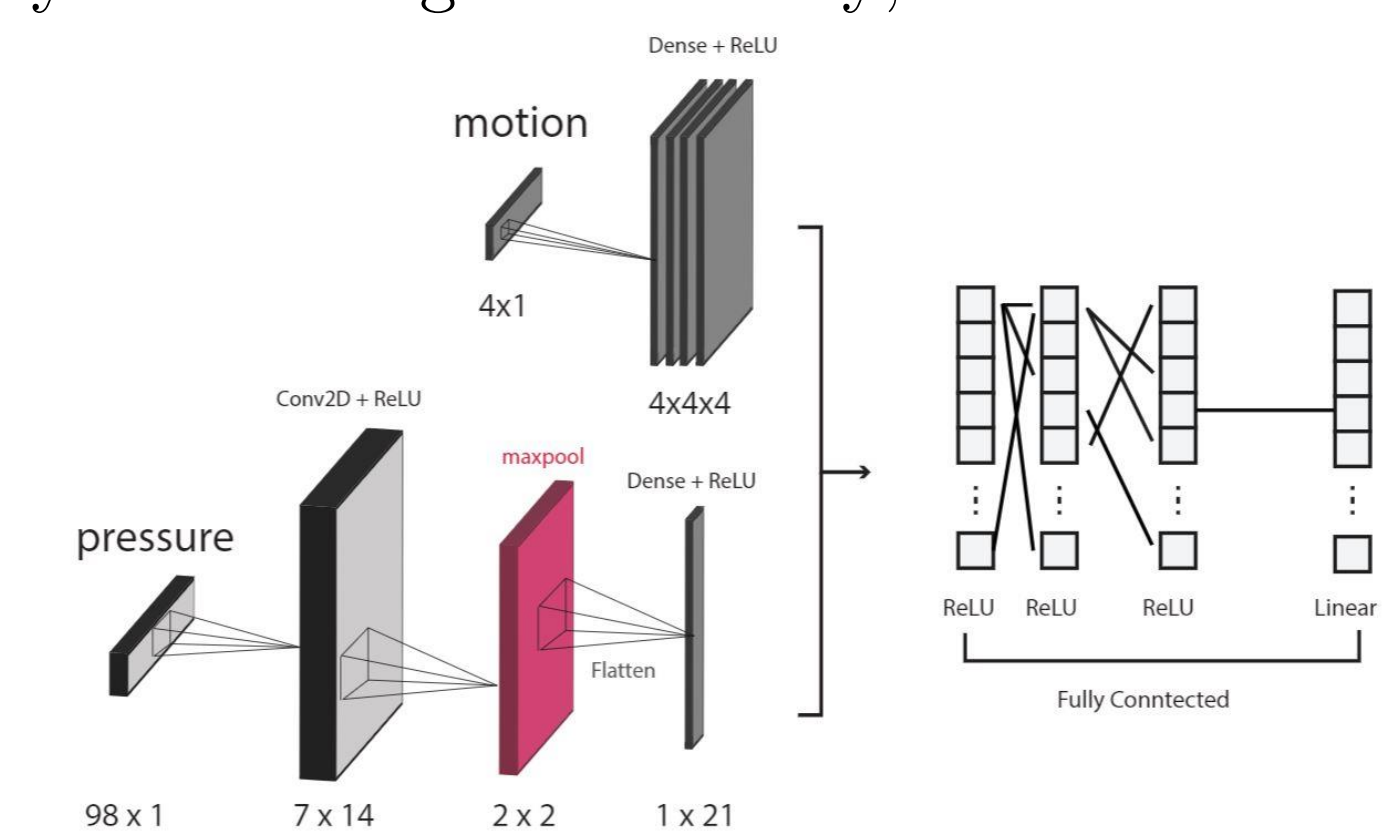 Dense + ReLU
motion
4x1
4x4x4
Conv2D + ReLU
maxpool
Dense + ReLU
pressure
Flatten
98 x 1
7 x 14
2 x 2
1 x 21
ReLU
ReLU
ReLU
Linear
Fully Conntected